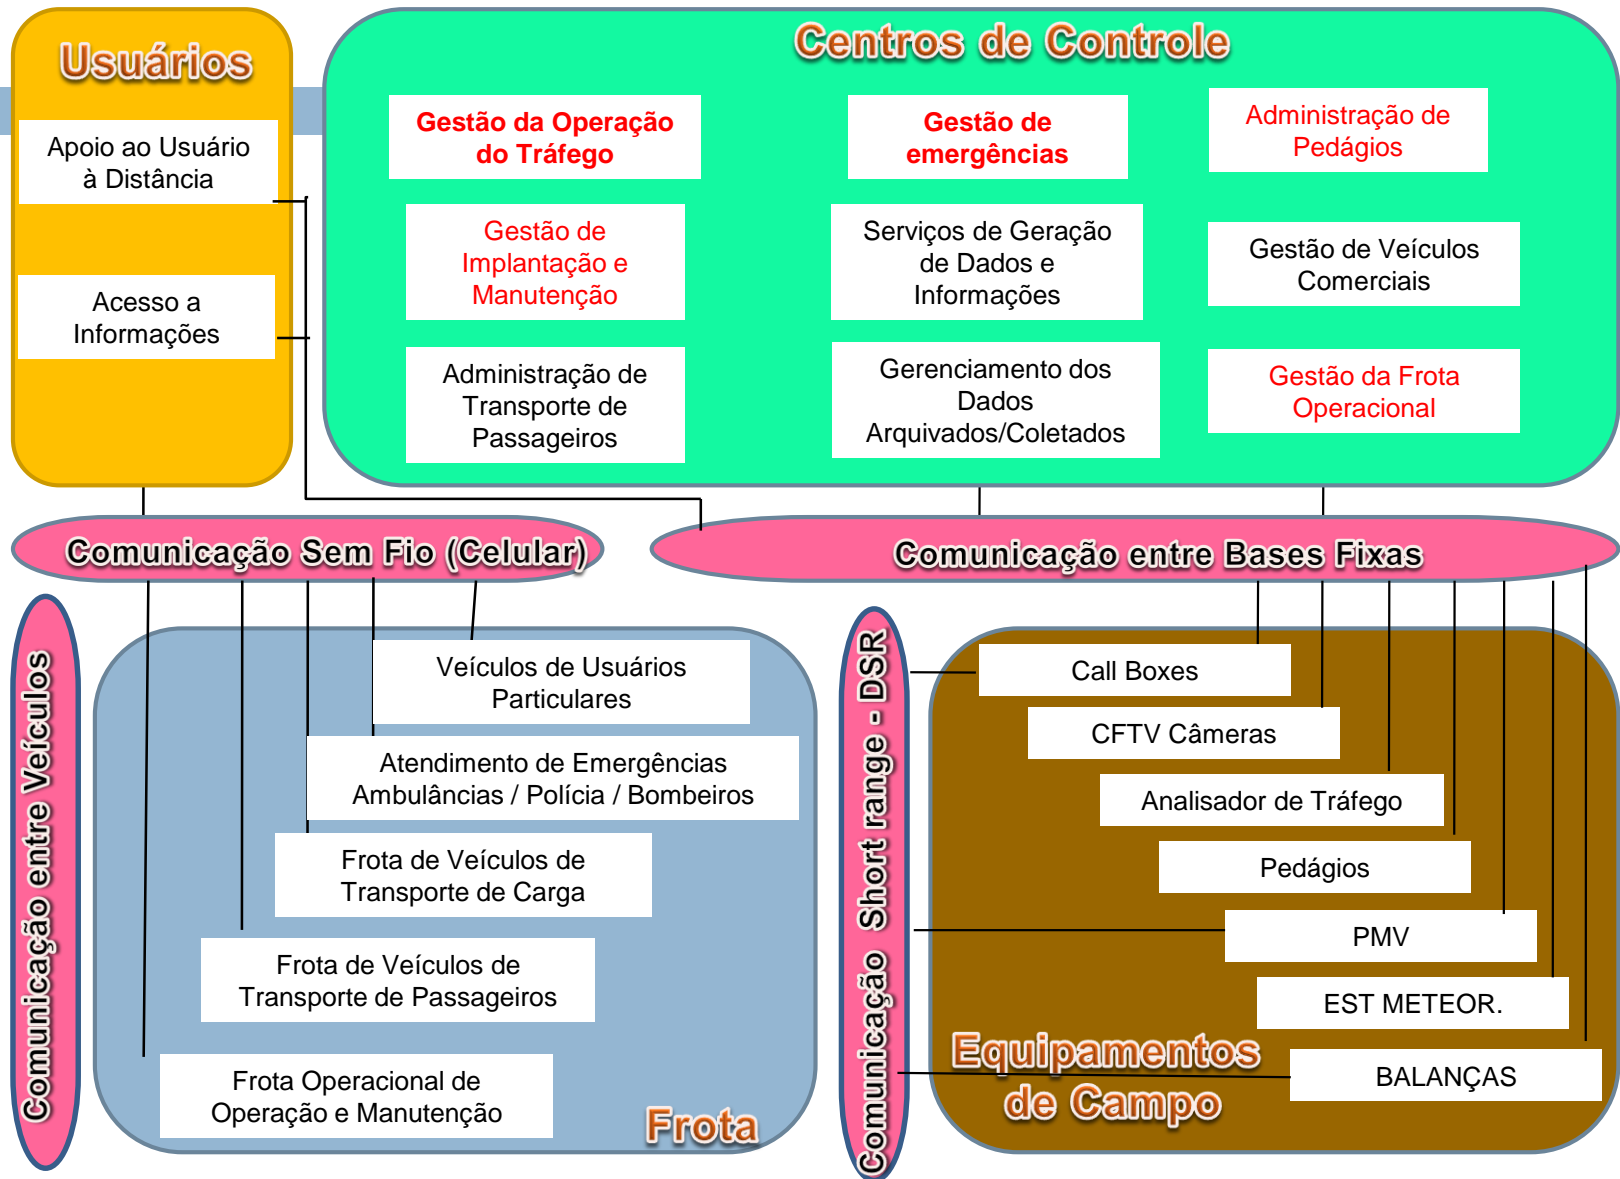 Usuários
Apoio ao Usuário
à Distância
Acesso a
Informações
Centros de Controle
Gestão da Operação
do Tráfego
Gestão de
emergências
Administração de
Pedágios
Gestão de
Implantação e
Manutenção
Serviços de Geração
de Dados e
Informações
Gestão de Veículos
Comerciais
Administração de
Transporte de
Passageiros
Gerenciamento dos
Dados
Arquivados/Coletados
Gestão da Frota
Operacional
Comunicação Sem Fio (Celular)
Comunicação entre Bases Fixas
Comunicação entre Veículos
Veículos de Usuários
Particulares
Atendimento de Emergências
Ambulâncias / Polícia / Bombeiros
Frota de Veículos de
Transporte de Carga
Frota de Veículos de
Transporte de Passageiros
Frota Operacional de
Operação e Manutenção
Frota
Comunicação Short range - DSR
Call Boxes
CFTV Câmeras
Analisador de Tráfego
Pedágios
PMV
EST METEOR.
BALANÇAS
Equipamentos
de Campo